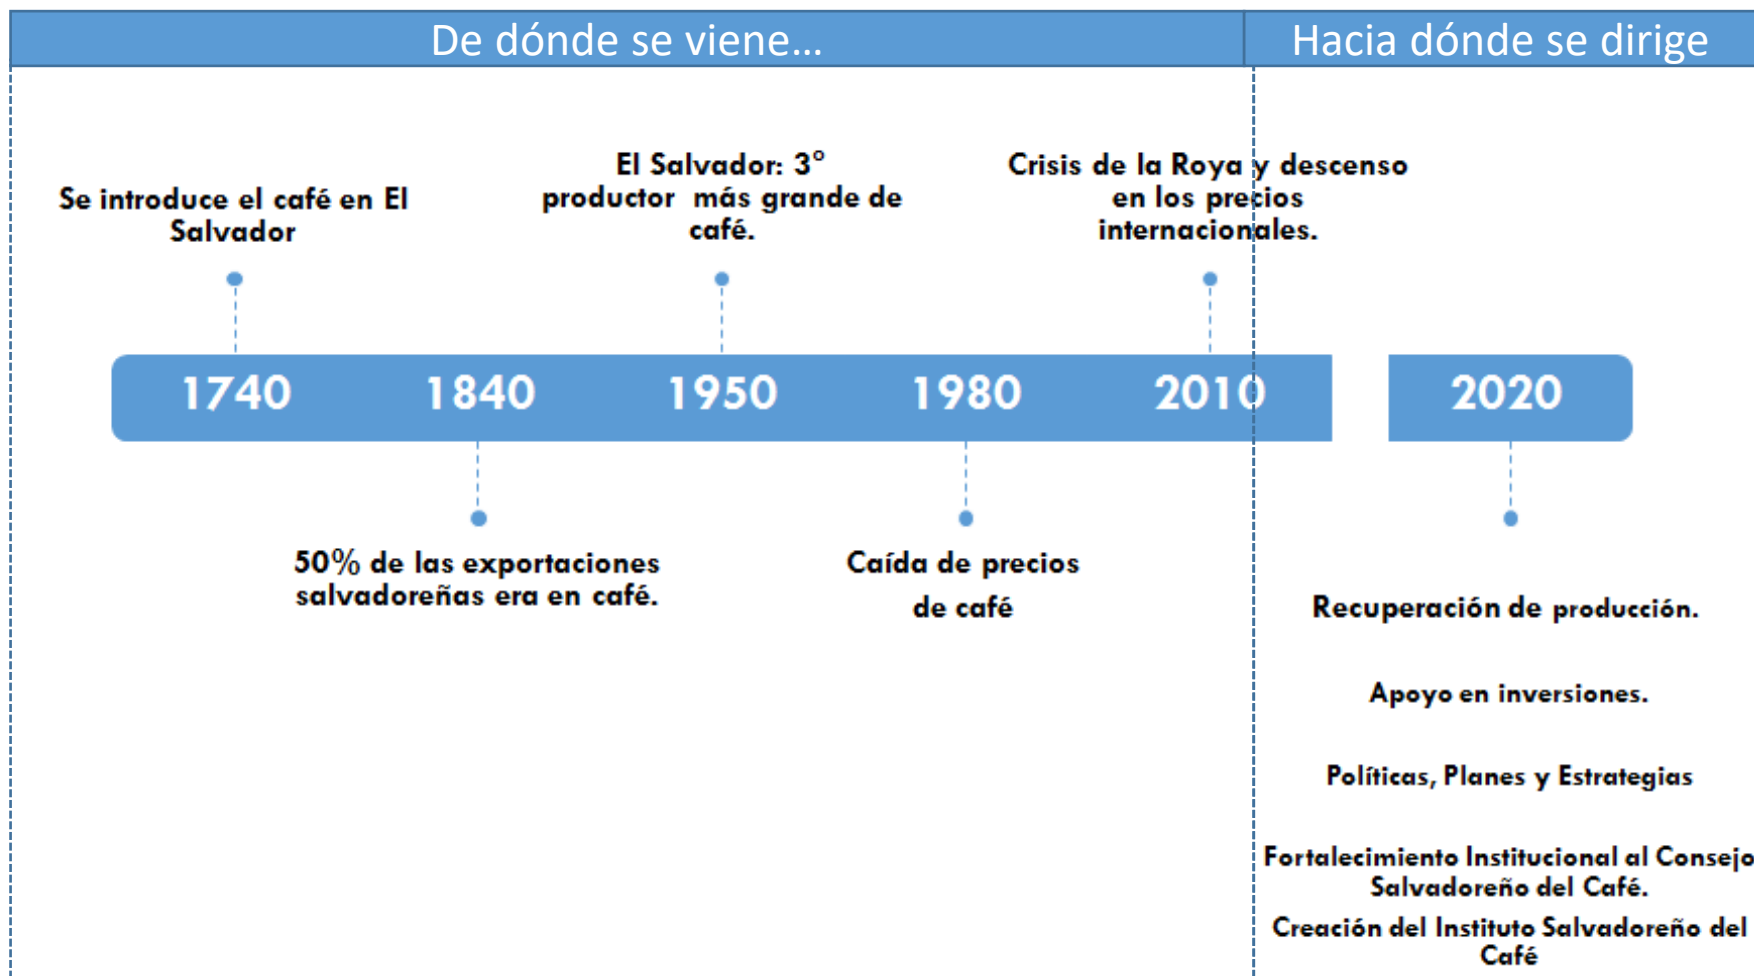 De dónde se viene...
Hacia dónde se dirige
Se introduce el café en El
Salvador
El Salvador: 3°
productor más grande de
café.
Crisis de la Roya y descenso
en los precios
internacionales.
1740
1840
1950
1980
2010
2020
50% de las exportaciones
salvadoreñas era en café.
Caída de precios
de café
Recuperación de producción.
Apoyo en inversiones.
Políticas, Planes y Estrategias
Fortalecimiento Institucional al Consejo
Salvadoreño del Café.
Creación del Instituto Salvadoreño del
Café